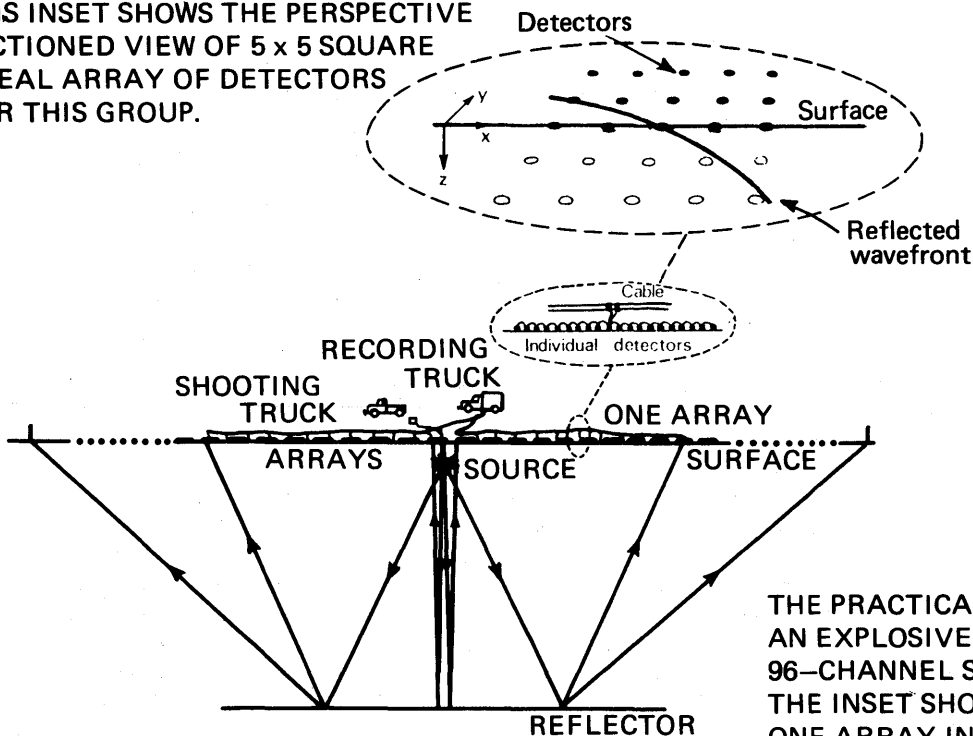 GS INSET SHOWS THE PERSPECTIVE
CTIONED VIEW OF 5 x 5 SQUARE
EAL ARRAY OF DETECTORS
R THIS GROUP.
Detectors
y
Surface
x
z
Reflected
wavefront
Cable
Individual detectors
RECORDING
TRUCK
SHOOTING
TRUCK
ONE ARRAY
ARRAYS
SOURCE
SURFACE
REFLECTOR
THE PRACTICA
AN EXPLOSIVE
96–CHANNEL S
THE INSET SHO
ONE ARRAY IN